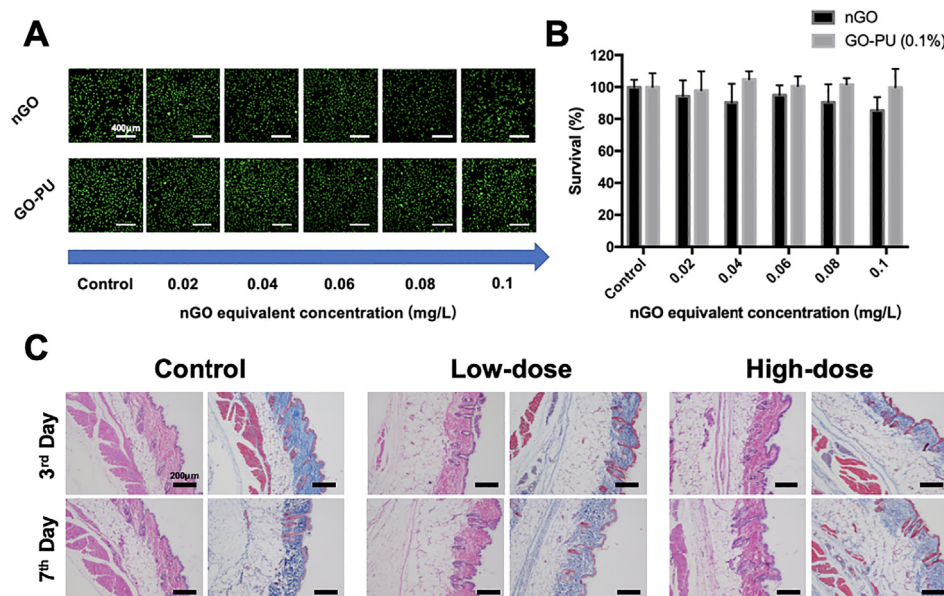 A
nGO
400μm
GO-PU
Control 0.02 0.04 0.06 0.08 0.1
nGO equivalent concentration (mg/L)
B
nGO
GO-PU (0.1%)
Survival (%)
120
100
80
60
40
20
0
Control 0.02 0.04 0.06 0.08 0.1
nGO equivalent concentration (mg/L)
C
Control Low-dose High-dose
3rd Day
200μm
7th Day